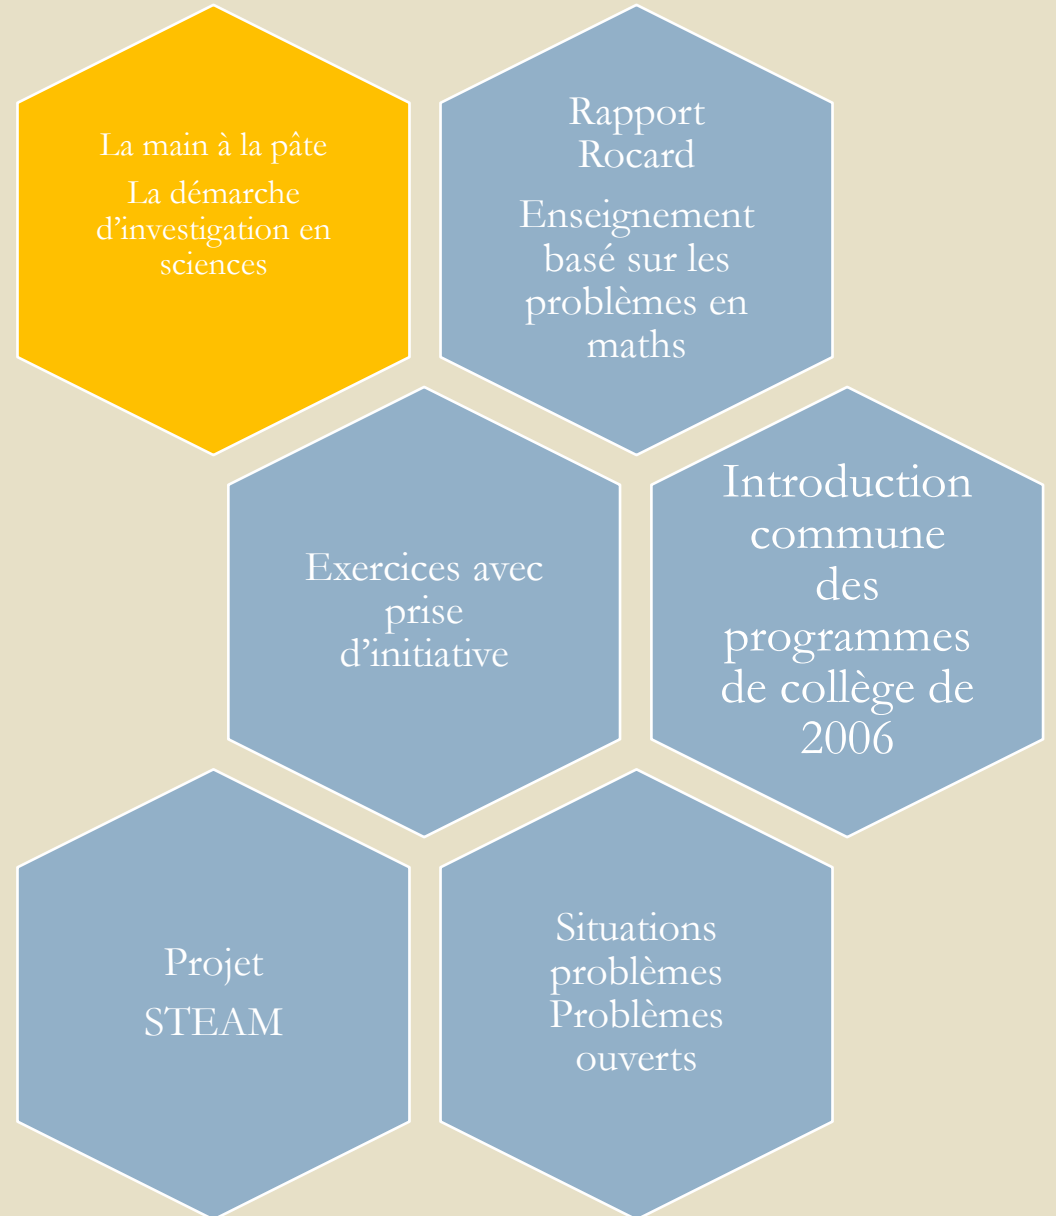 La main à la pâte
La démarche
d’investigation en
sciences
Rapport
Rocard
Enseignement
basé sur les
problèmes en
maths
Exercices avec
prise
d’initiative
Introduction
commune
des
programmes
de collège de
2006
Projet
STEAM
Situations
problèmes
Problèmes
ouverts